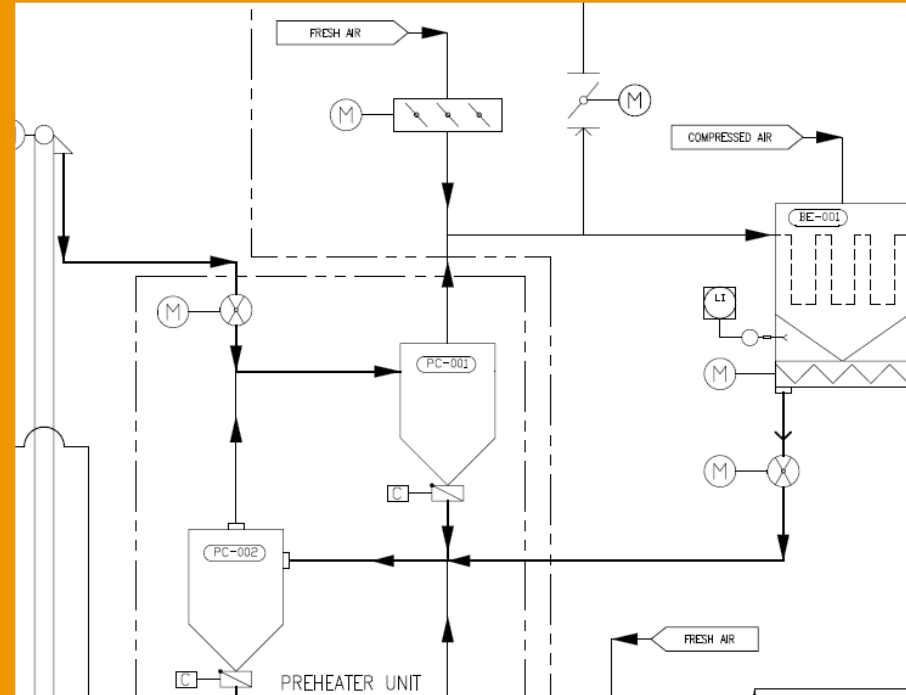 FRESH AIR
M
M
COMPRESSED AIR
BE-001
LI
M
PC-001
M
M
C
PC-002
FRESH AIR
C
PREHEATER UNIT